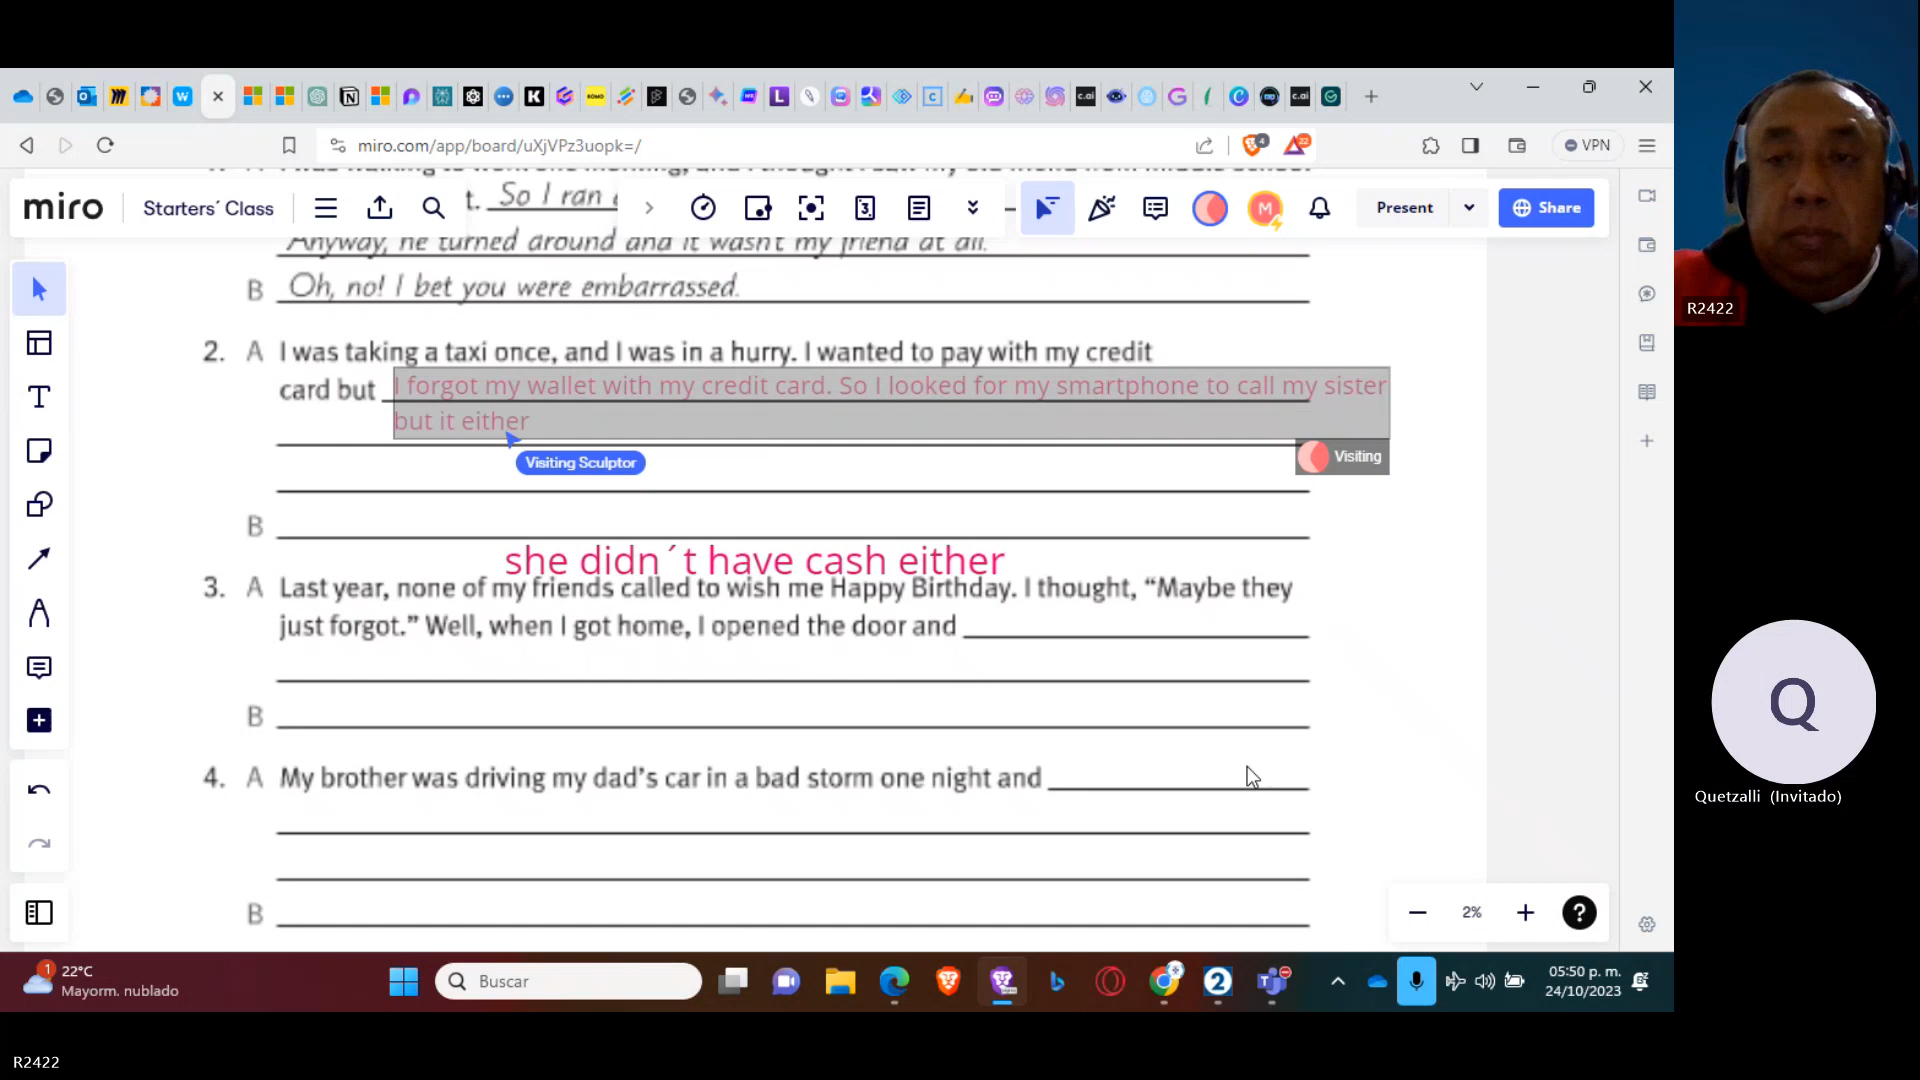 miro.com/app/board/uXjVPz3uopk=/
VPN
miro
Starters´ Class
Present
Share
t. So I ran
Anyway, he turned around and it wasn't my friend at all.
B Oh, no! I bet you were embarrassed.
2. A I was taking a taxi once, and I was in a hurry. I wanted to pay with my credit
card but I forgot my wallet with my credit card. So I looked for my smartphone to call my sister
but it either
Visiting Sculptor
Visiting
B
she didn´t have cash either
3. A Last year, none of my friends called to wish me Happy Birthday. I thought, “Maybe they
just forgot.” Well, when I got home, I opened the door and
B
4. A My brother was driving my dad's car in a bad storm one night and
B
2%
22°C
Mayorm. nublado
Buscar
05:50 p. m.
24/10/2023
R2422
Q
Quetzalli (Invitado)
R2422